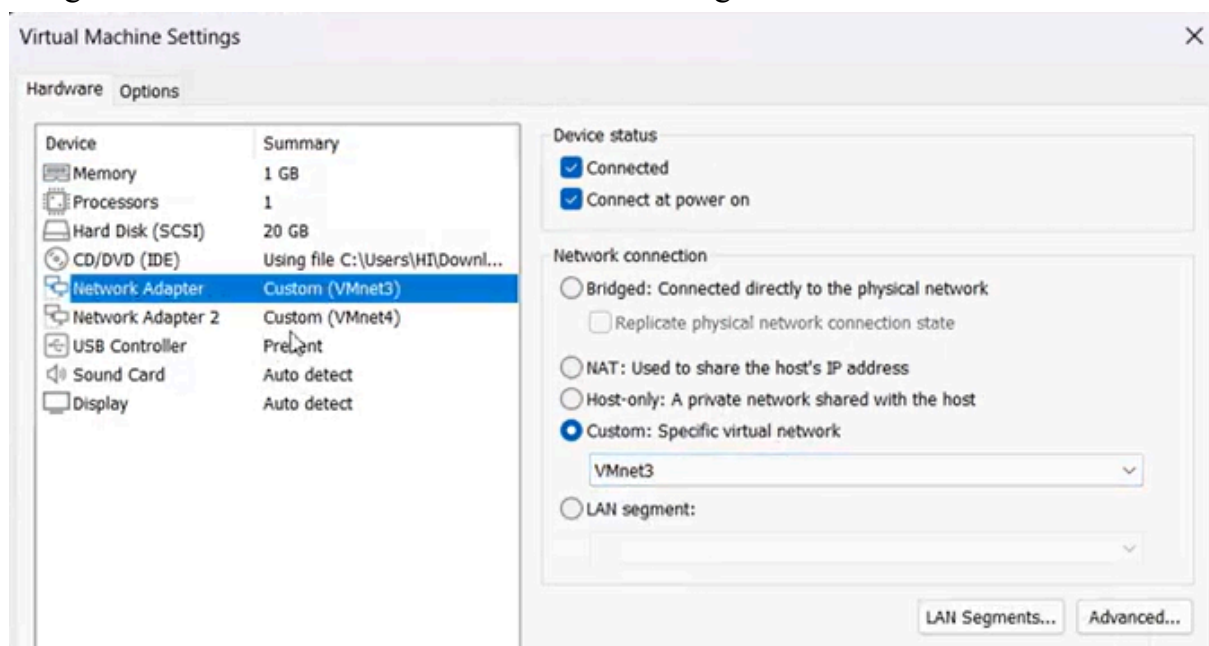 Virtual Machine Settings
Hardware Options
Device Summary
Memory 1 GB
Processors 1
Hard Disk (SCSI) 20 GB
CD/DVD (IDE) Using file C:\Users\HI\Downl...
Network Adapter Custom (VMnet3)
Network Adapter 2 Custom (VMnet4)
USB Controller Present
Sound Card Auto detect
Display Auto detect
Device status
Connected
Connect at power on
Network connection
Bridged: Connected directly to the physical network
Replicate physical network connection state
NAT: Used to share the host's IP address
Host-only: A private network shared with the host
Custom: Specific virtual network
VMnet3
LAN segment:
LAN Segments... Advanced...